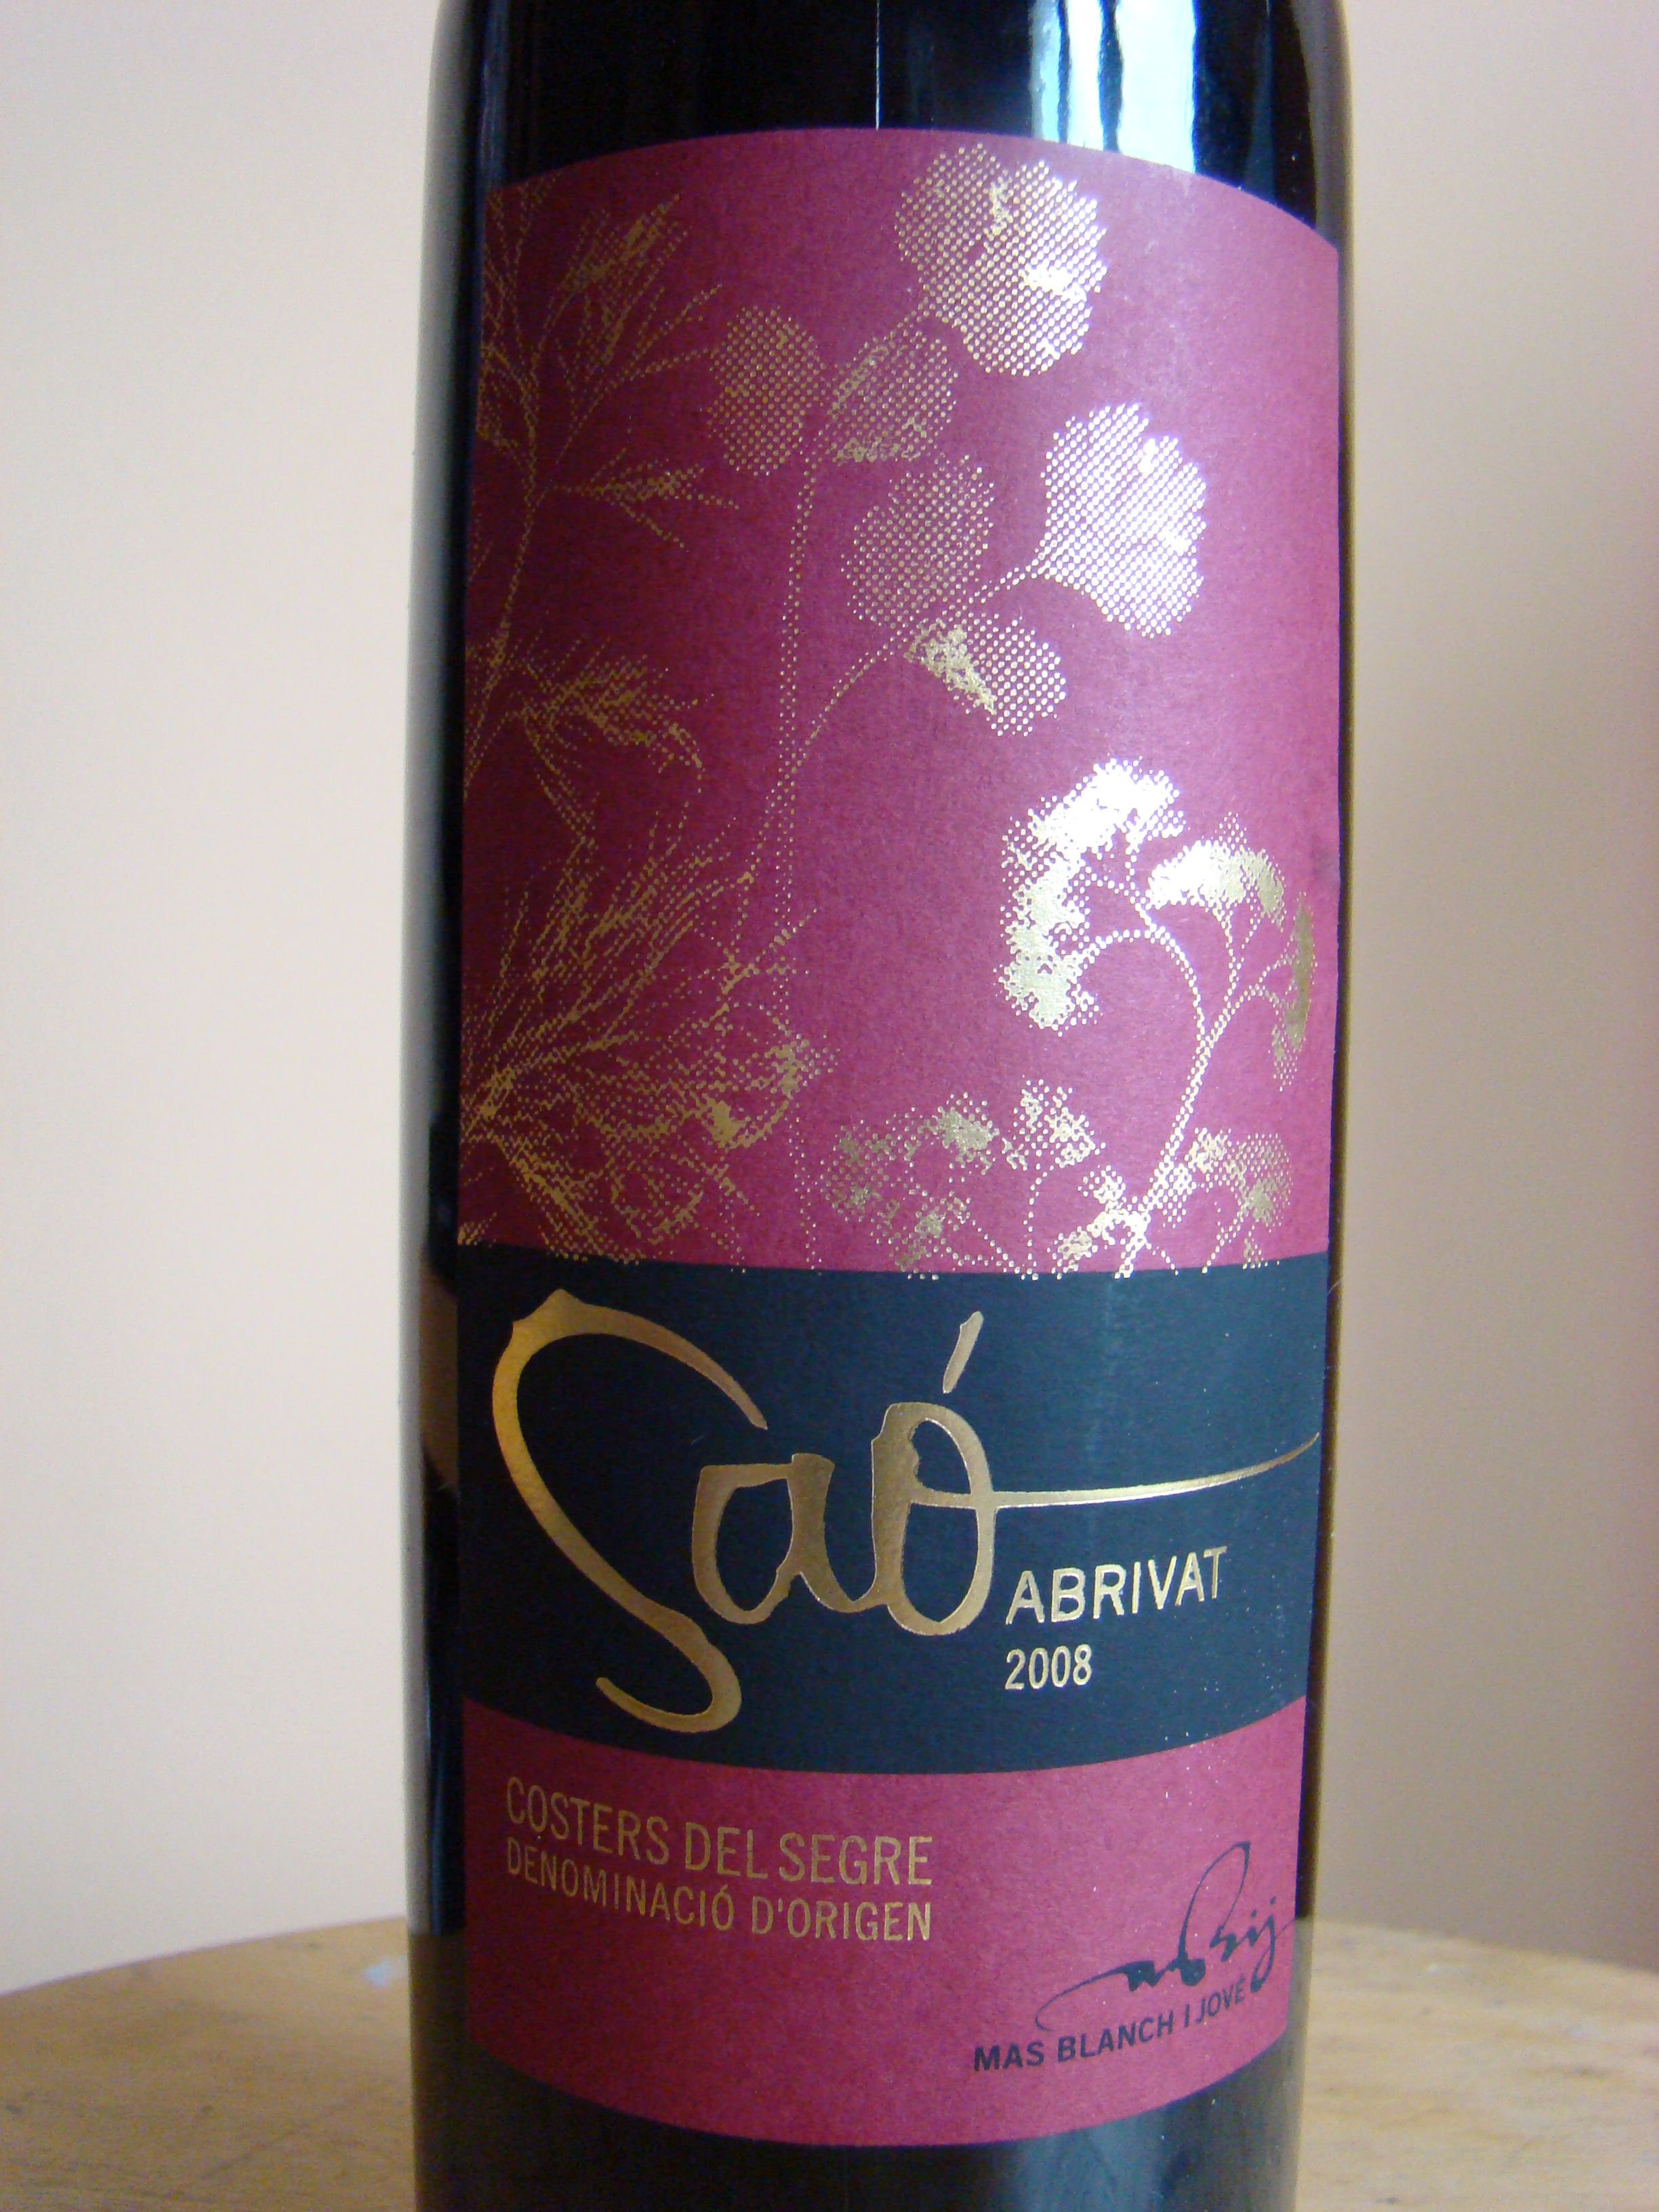 Saó
ABRIVAT
2008
COSTERS DEL SEGRE
DENOMINACIÓ D'ORIGEN
MAS BLANCH I JOVÉ